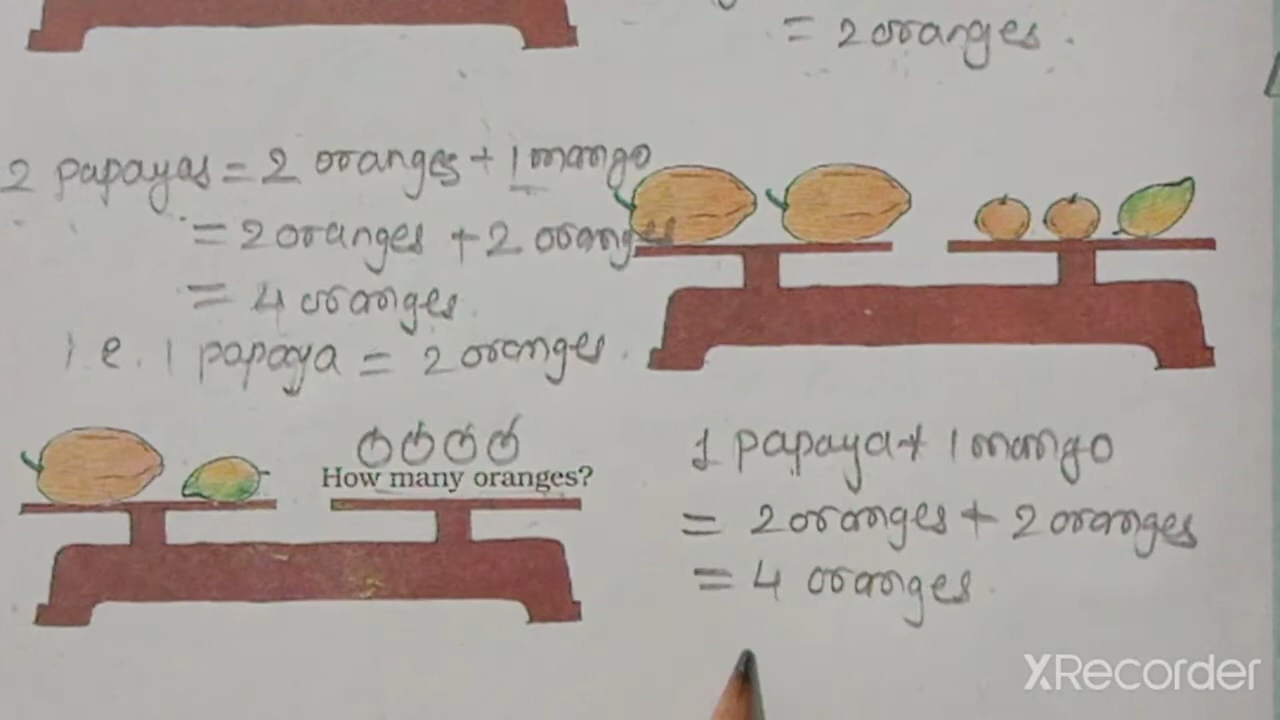 = 2 oranges.
2 papayas = 2 oranges + 1 mango
= 2 oranges + 2 oranges
= 4 oranges.
i.e. 1 papaya = 2 oranges.
How many oranges?
1 papaya + 1 mango
= 2 oranges + 2 oranges
= 4 oranges.
XRecorder